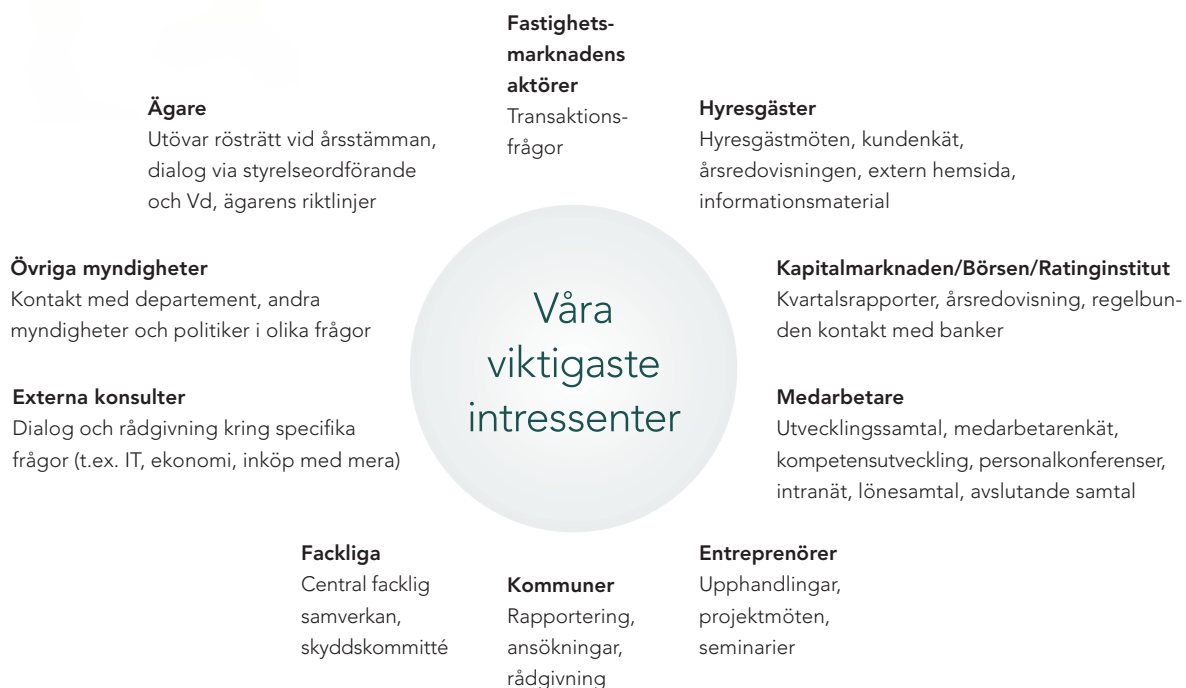 Fastighets-
marknadens
aktörer
Transaktions-
frågor
Ägare
Utövar rösträtt vid årsstämman,
dialog via styrelseordförande
och Vd, ägarens riktlinjer
Hyresgäster
Hyresgästmöten, kundenkät,
årsredovisningen, extern hemsida,
informationsmaterial
Övriga myndigheter
Kontakt med departement, andra
myndigheter och politiker i olika frågor
Våra
viktigaste
intressenter
Kapitalmarknaden/Börsen/Ratinginstitut
Kvartalsrapporter, årsredovisning, regelbun-
den kontakt med banker
Externa konsulter
Dialog och rådgivning kring specifika
frågor (t.ex. IT, ekonomi, inköp med mera)
Medarbetare
Utvecklingssamtal, medarbetarenkät,
kompetensutveckling, personalkonferenser,
intranät, lönesamtal, avslutande samtal
Fackliga
Central facklig
samverkan,
skyddskommitté
Kommuner
Rapportering,
ansökningar,
rådgivning
Entreprenörer
Upphandlingar,
projektmöten,
seminarier